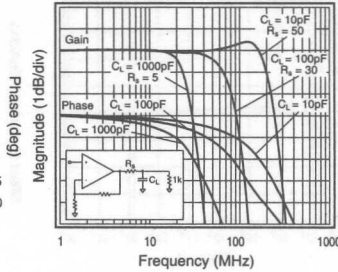 Gain
C_L = 10pF
R_S = 50
C_L = 1000pF
R_S = 5
C_L = 100pF
R_S = 30
Phase
C_L = 100pF
C_L = 10pF
C_L = 1000pF
R_S
C_L
1k
Phase (deg)
Magnitude (1dB/div)
1
10
100
1000
Frequency (MHz)